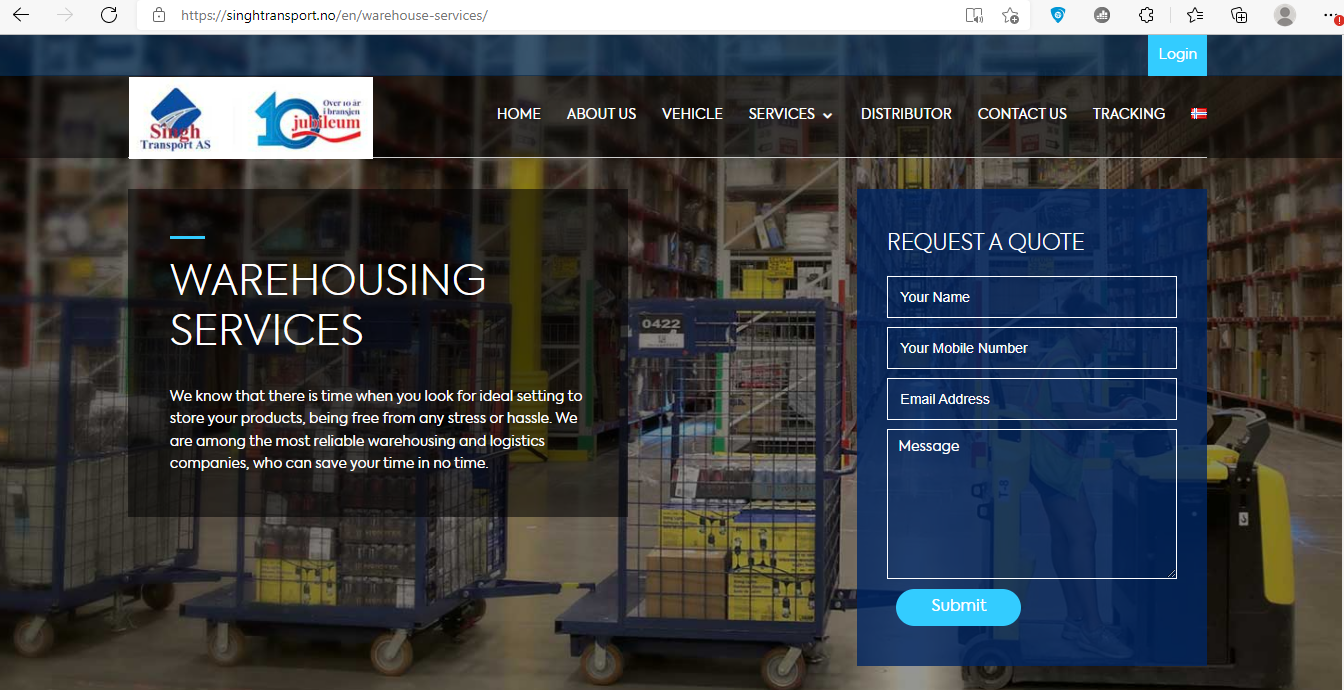 https://singhtransport.no/en/warehouse-services/
Login
Singh
Transport AS
10
Over 10 år
i bransjen
jubileum
HOME ABOUT US VEHICLE SERVICES DISTRIBUTOR CONTACT US TRACKING
WAREHOUSING
SERVICES
We know that there is time when you look for ideal setting to
store your products, being free from any stress or hassle. We
are among the most reliable warehousing and logistics
companies, who can save your time in no time.
0422
REQUEST A QUOTE
Your Name
Your Mobile Number
Email Address
Message
T-8
Submit